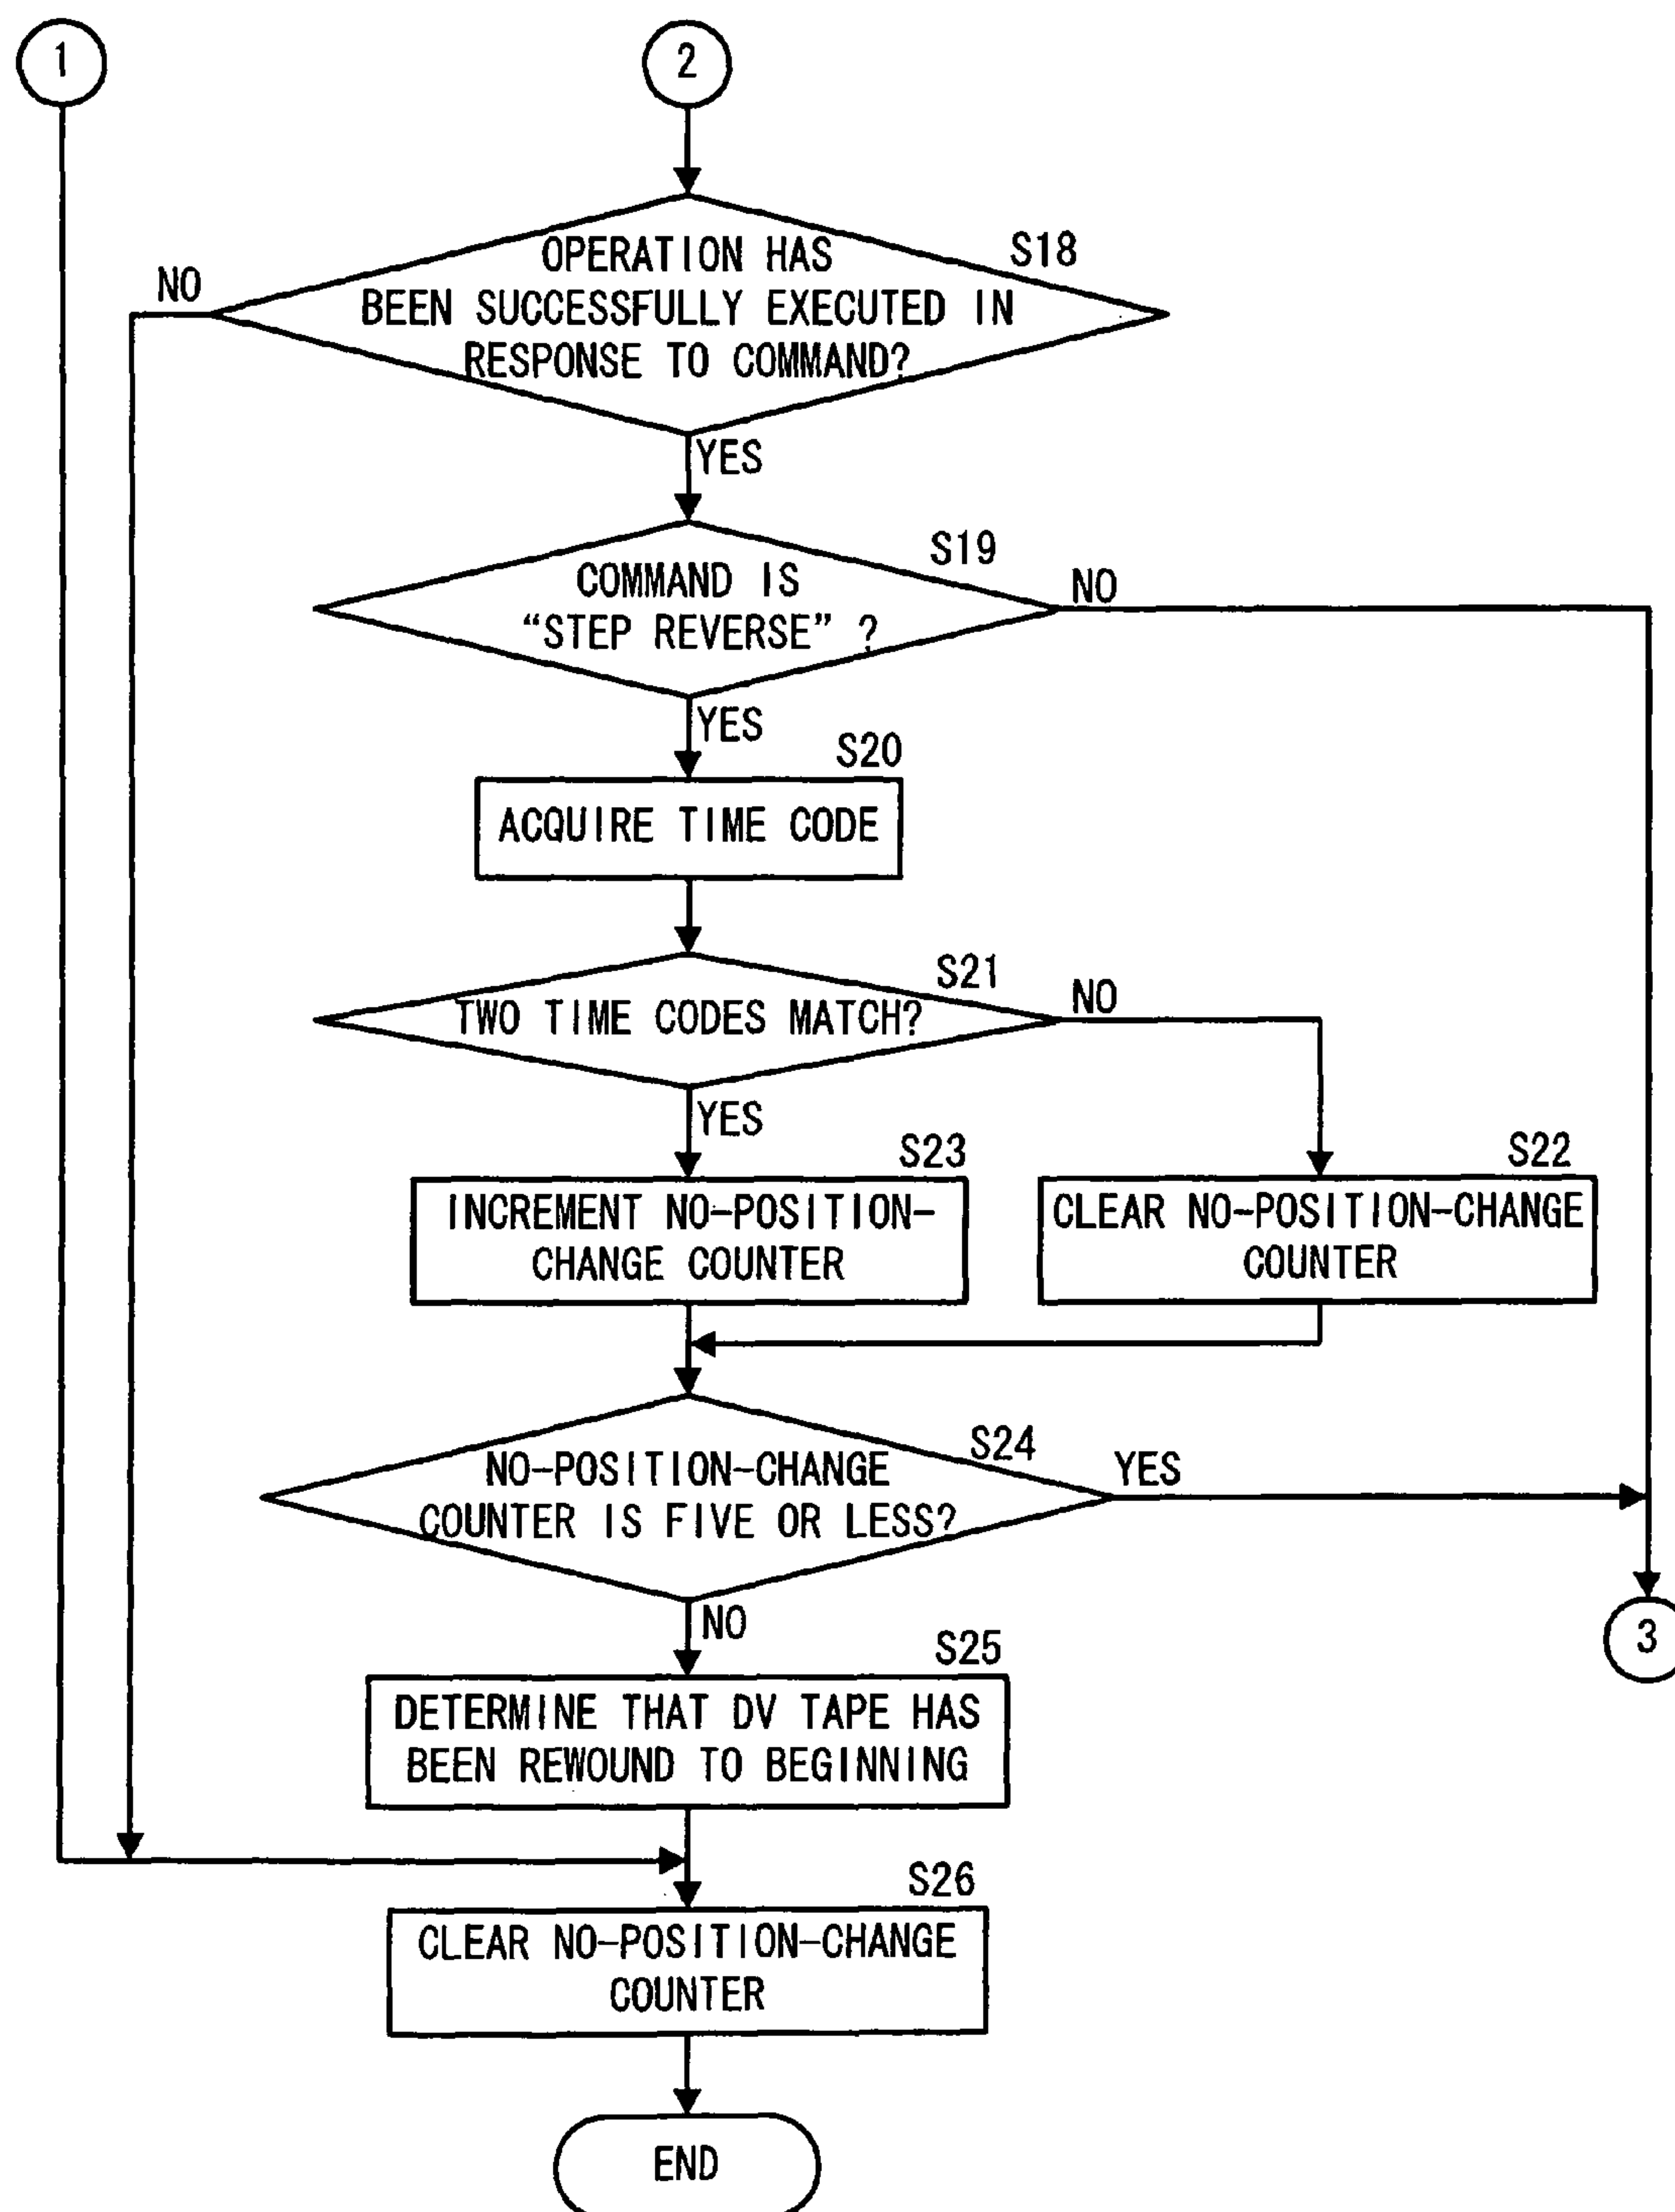 1
2
OPERATION HAS
BEEN SUCCESSFULLY EXECUTED IN
RESPONSE TO COMMAND?
S18
NO
YES
COMMAND IS
“STEP REVERSE” ?
S19
NO
YES
S20
ACQUIRE TIME CODE
TWO TIME CODES MATCH?
S21
NO
YES
S23
INCREMENT NO-POSITION-
CHANGE COUNTER
S22
CLEAR NO-POSITION-CHANGE
COUNTER
NO-POSITION-CHANGE
COUNTER IS FIVE OR LESS?
S24
YES
NO
3
S25
DETERMINE THAT DV TAPE HAS
BEEN REWOUND TO BEGINNING
S26
CLEAR NO-POSITION-CHANGE
COUNTER
END